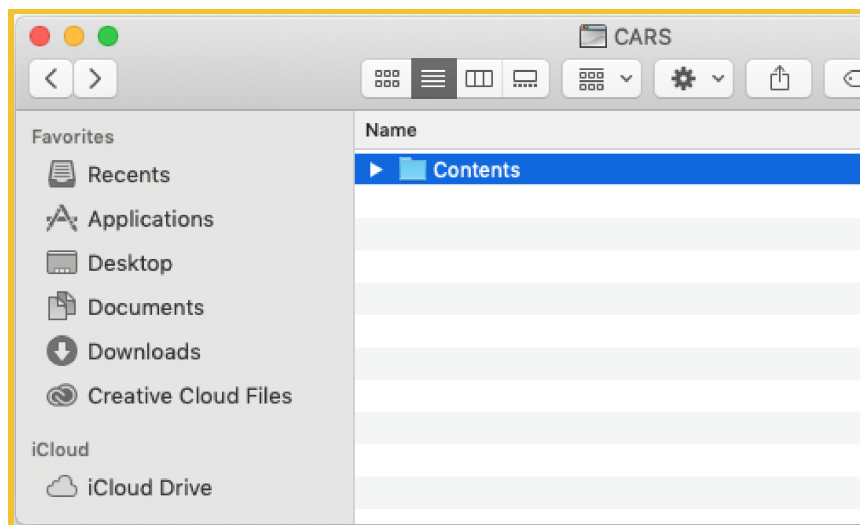 CARS
Favorites
Recents
Applications
Desktop
Documents
Downloads
Creative Cloud Files
iCloud
iCloud Drive
Name
Contents